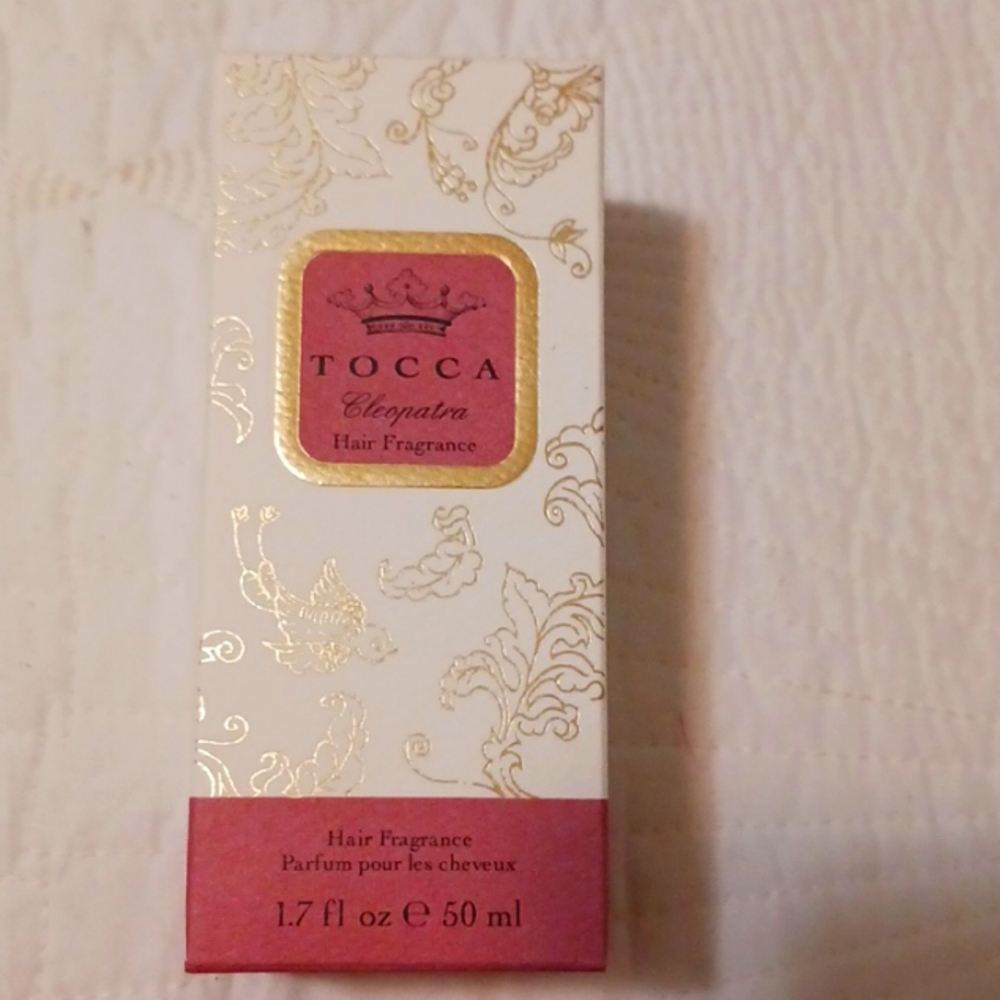 TOCCA
Cleopatra
Hair Fragrance
Hair Fragrance
Parfum pour les cheveux
1.7 fl oz ℮ 50 ml